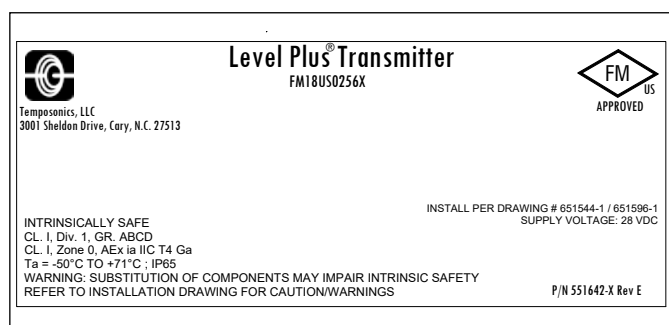 Level Plus® Transmitter
FM18US0256X
FM
US
APPROVED
Temposonics, LLC
3001 Sheldon Drive, Cary, N.C. 27513
INSTALL PER DRAWING # 651544-1 / 651596-1
SUPPLY VOLTAGE: 28 VDC
INTRINSICALLY SAFE
CL. I, Div. 1, GR. ABCD
CL. I, Zone 0, AEx ia IIC T4 Ga
Ta = -50°C TO +71°C ; IP65
WARNING: SUBSTITUTION OF COMPONENTS MAY IMPAIR INTRINSIC SAFETY
REFER TO INSTALLATION DRAWING FOR CAUTION/WARNINGS
P/N 551642-X Rev E